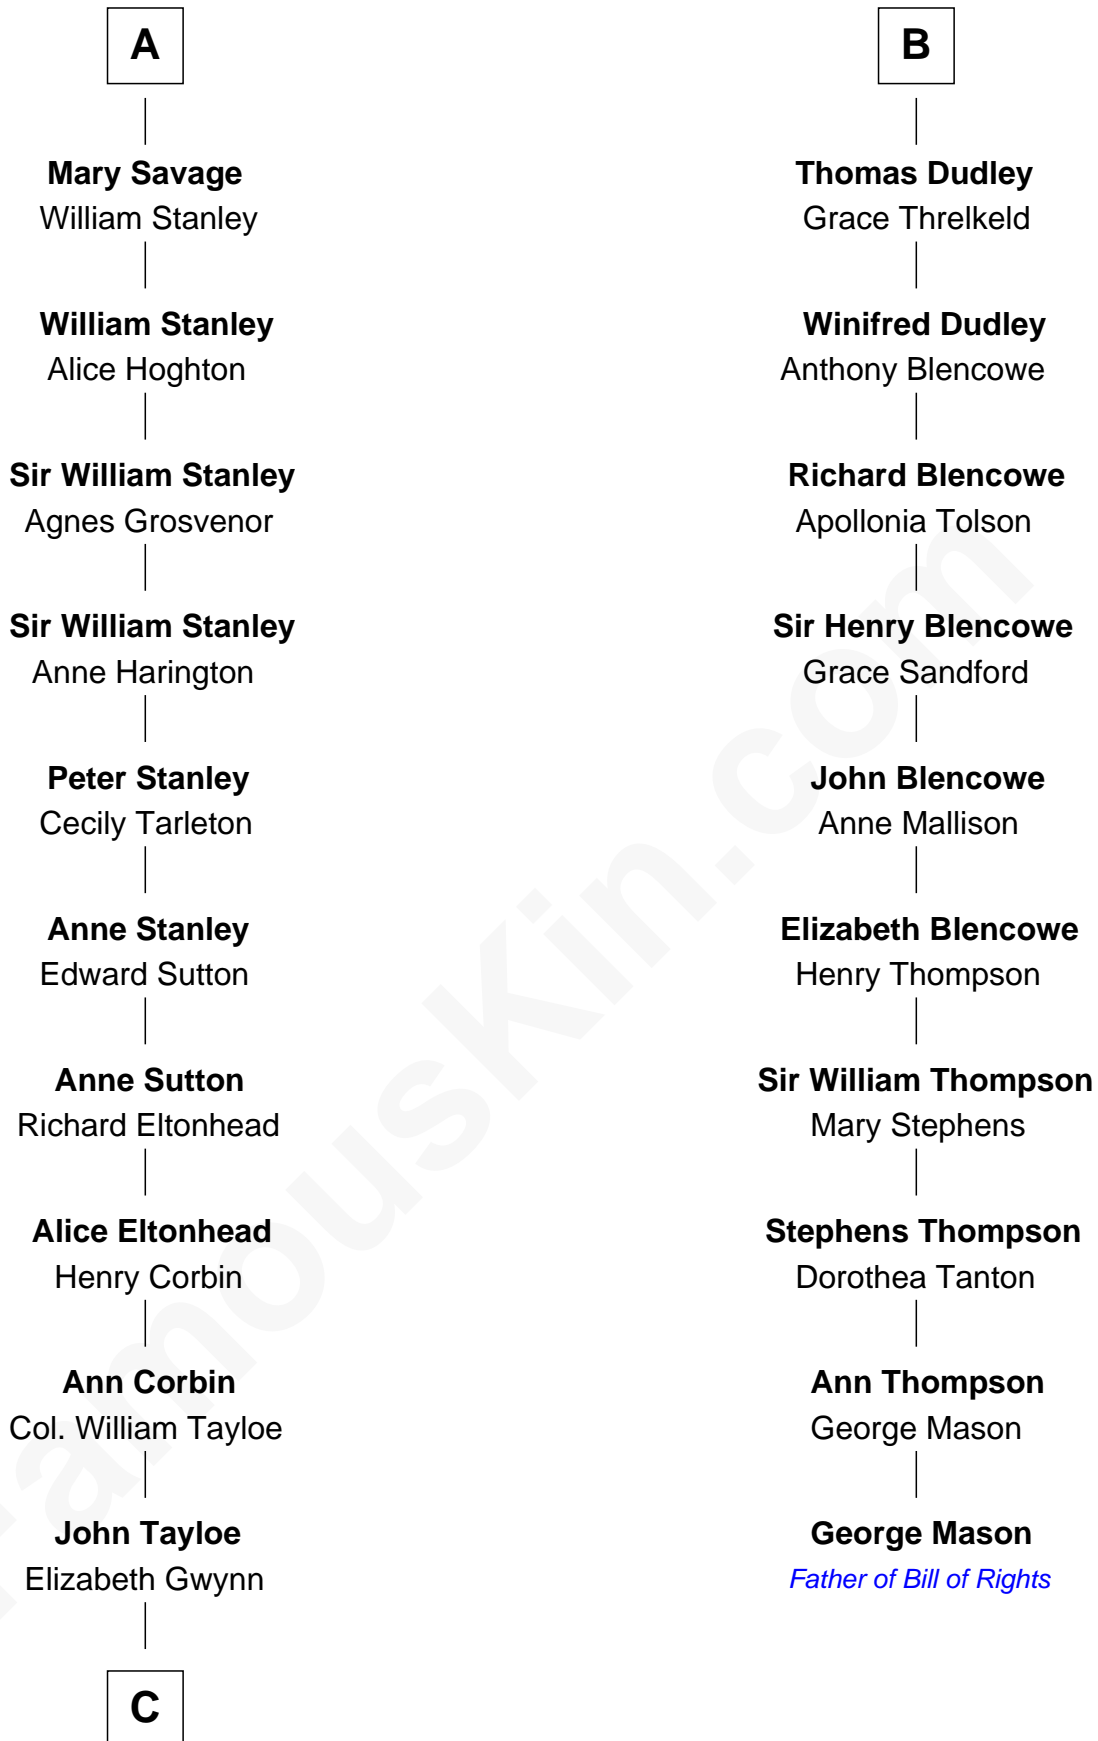 A
Mary Savage
William Stanley
William Stanley
Alice Hoghton
Sir William Stanley
Agnes Grosvenor
Sir William Stanley
Anne Harington
Peter Stanley
Cecily Tarleton
Anne Stanley
Edward Sutton
Anne Sutton
Richard Eltonhead
Alice Eltonhead
Henry Corbin
Ann Corbin
Col. William Tayloe
John Tayloe
Elizabeth Gwynn
C
B
Thomas Dudley
Grace Threlkeld
Winifred Dudley
Anthony Blencowe
Richard Blencowe
Apollonia Tolson
Sir Henry Blencowe
Grace Sandford
John Blencowe
Anne Mallison
Elizabeth Blencowe
Henry Thompson
Sir William Thompson
Mary Stephens
Stephens Thompson
Dorothea Tanton
Ann Thompson
George Mason
George Mason
Father of Bill of Rights
FamousKin.com